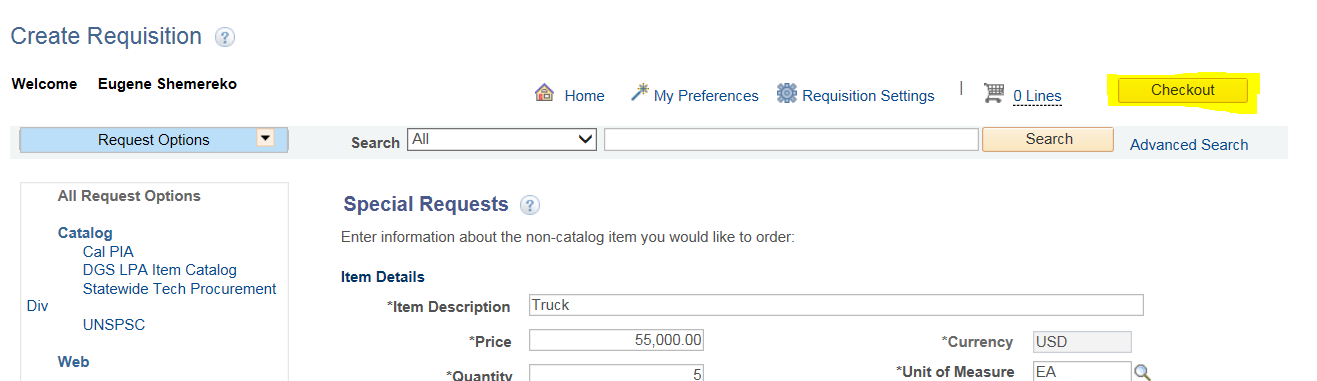 Create Requisition ?
Welcome Eugene Shemereko
Home My Preferences Requisition Settings | 0 Lines Checkout
Request Options Search All Search Advanced Search
All Request Options
Catalog
Cal PIA
DGS LPA Item Catalog
Statewide Tech Procurement
Div
UNSPSC
Web
Special Requests ?
Enter information about the non-catalog item you would like to order:
Item Details
*Item Description Truck
*Price 55,000.00 *Currency USD
*Quantity 5 *Unit of Measure EA